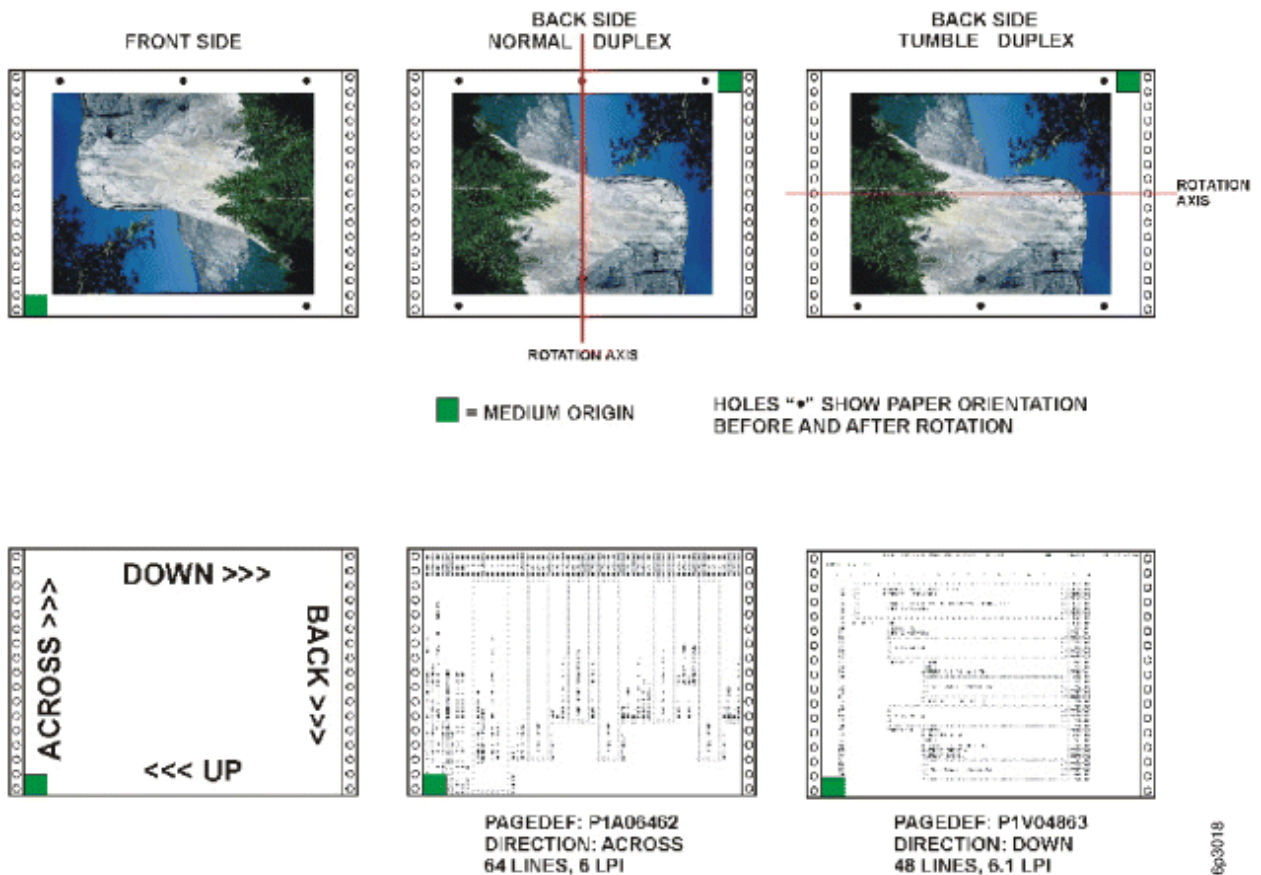 FRONT SIDE
BACK SIDE
NORMAL DUPLEX
BACK SIDE
TUMBLE DUPLEX
ROTATION
AXIS
ROTATION AXIS
= MEDIUM ORIGIN
HOLES “•” SHOW PAPER ORIENTATION
BEFORE AND AFTER ROTATION
DOWN >>>
ACROSS >>>
BACK >>>
<<< UP
PAGEDEF: P1A06462
DIRECTION: ACROSS
64 LINES, 6 LPI
PAGEDEF: P1V04863
DIRECTION: DOWN
48 LINES, 6.1 LPI
6p3018